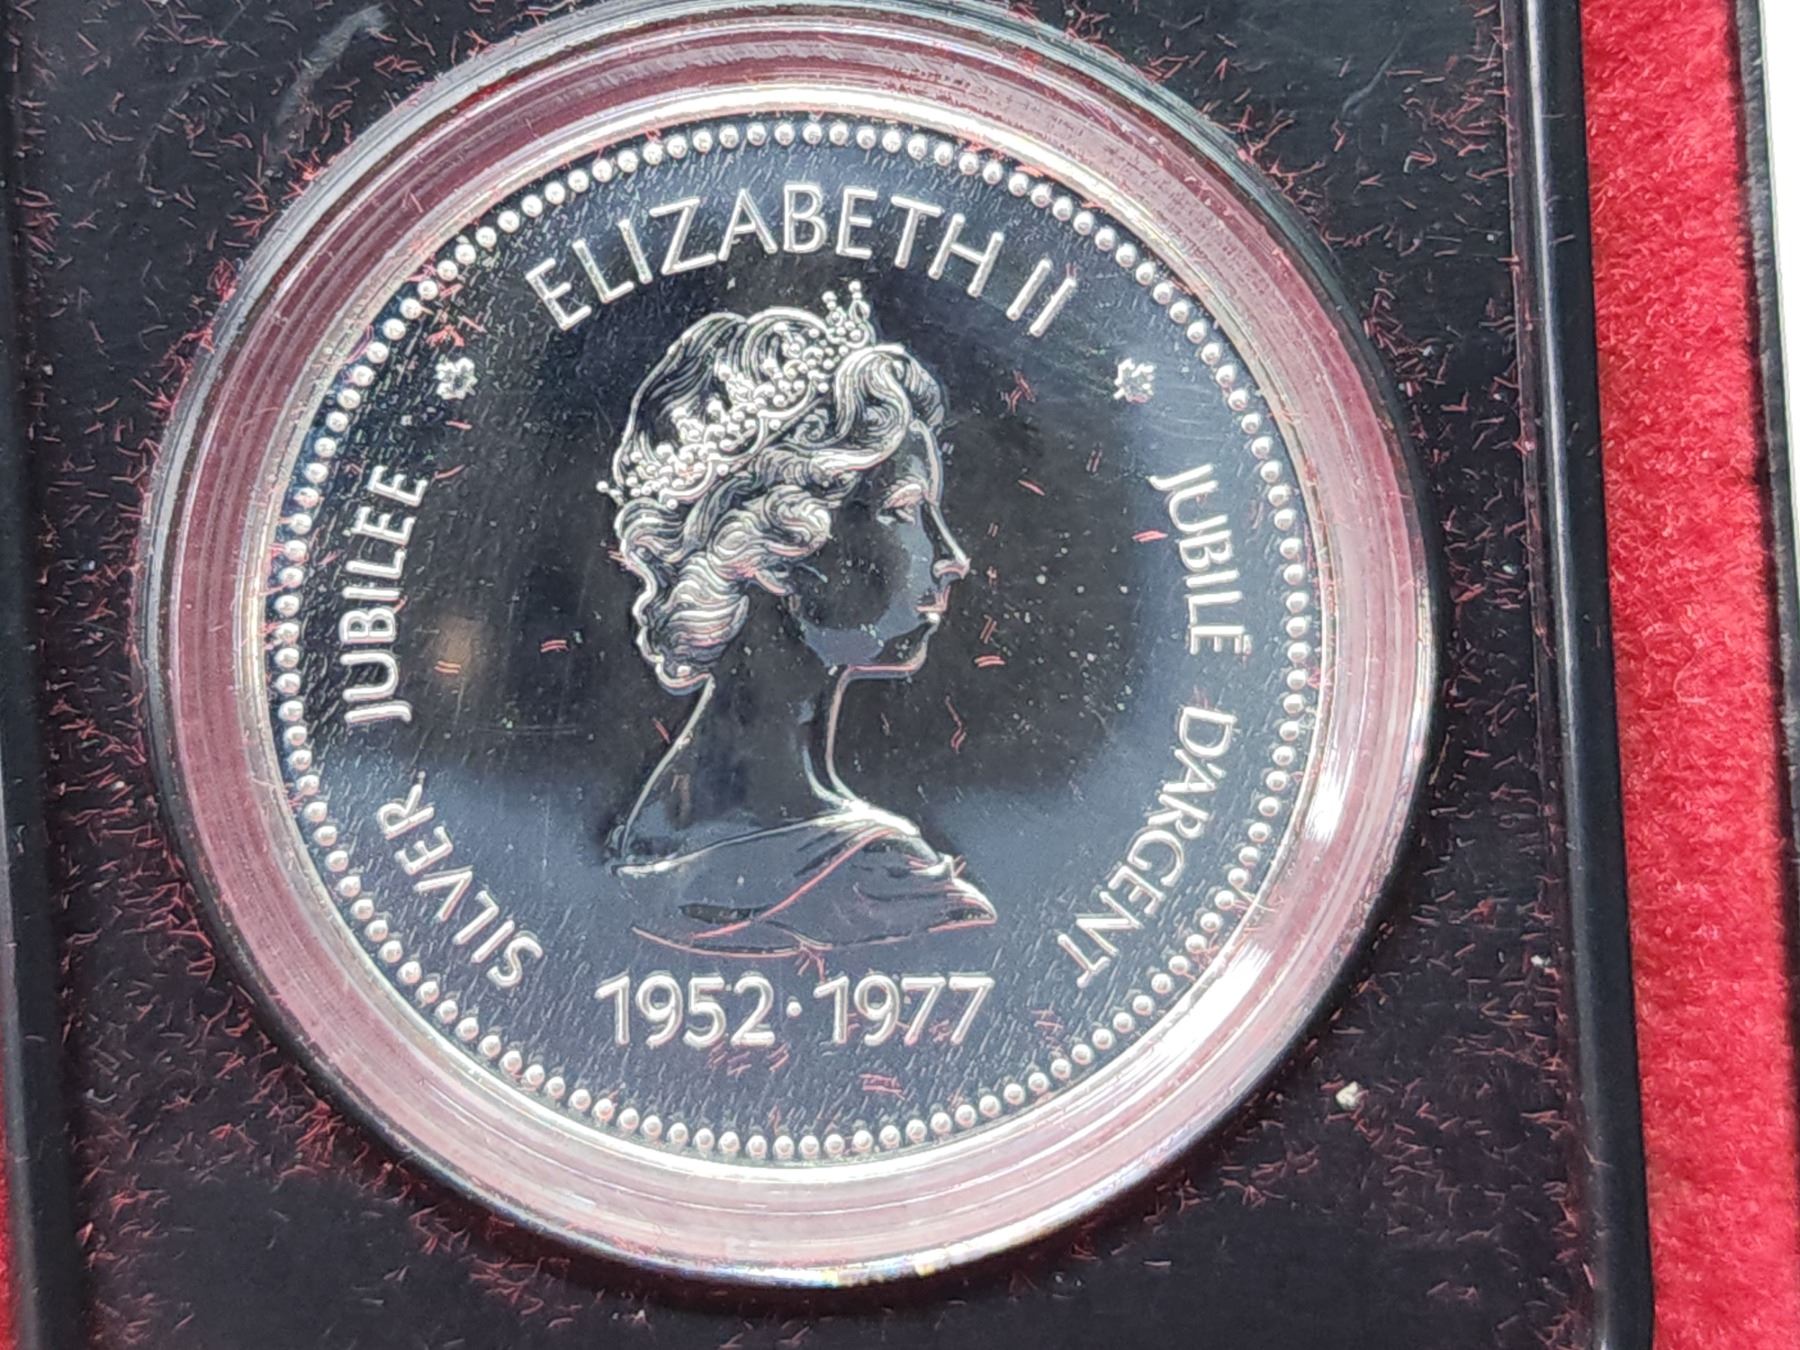 ELIZABETH II
SILVER JUBILEE
JUBILÉ D'ARGENT
1952·1977